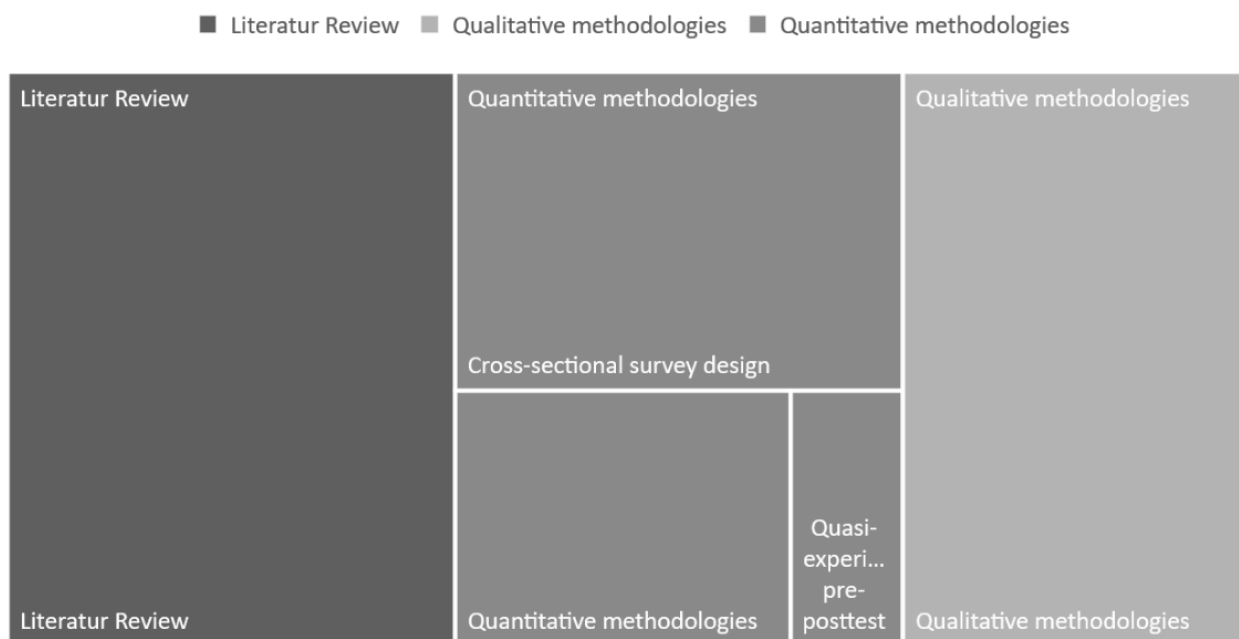 Literatur Review Qualitative methodologies Quantitative methodologies
Literatur Review
Literatur Review
Quantitative methodologies
Cross-sectional survey design
Quantitative methodologies
Quasi-
experi...
pre-
posttest
Qualitative methodologies
Qualitative methodologies